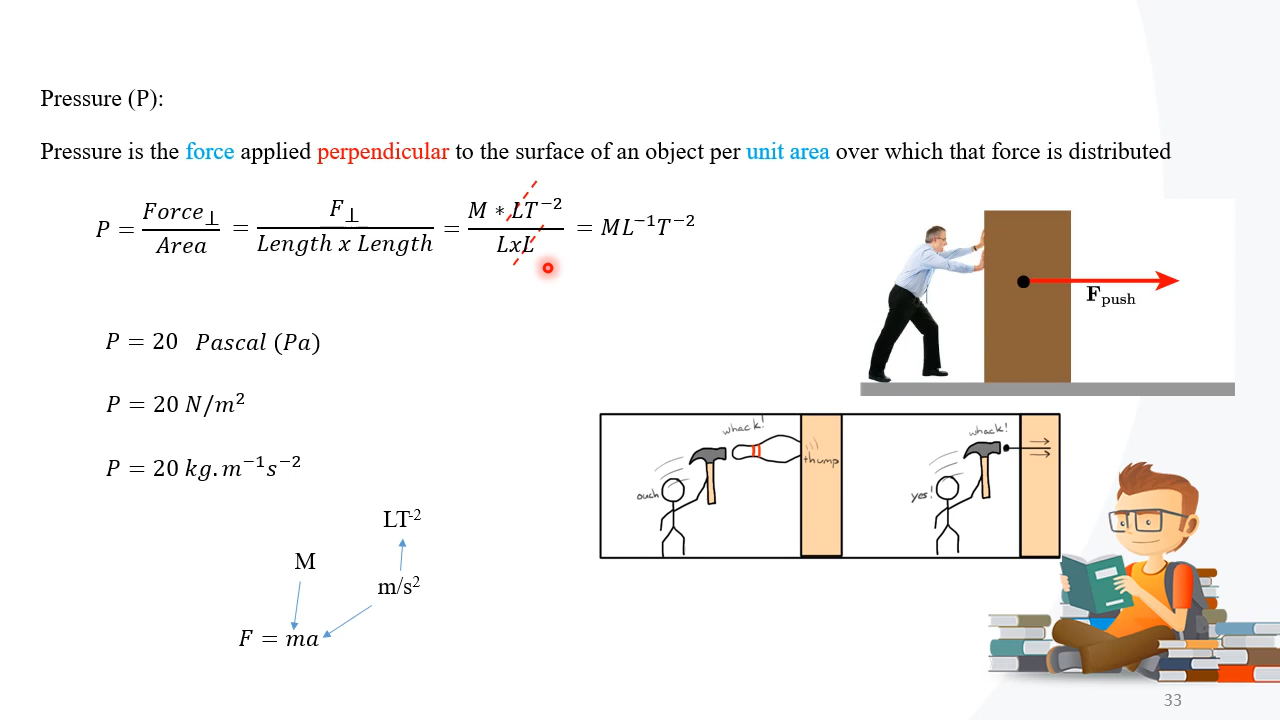 Pressure (P):
Pressure is the force applied perpendicular to the surface of an object per unit area over which that force is distributed
P = Force⊥/Area = F⊥/(Length x Length) = (M ∗ LT⁻²)/(LxL) = ML⁻¹T⁻²
F_push
P = 20 Pascal (Pa)
P = 20 N/m²
P = 20 kg.m⁻¹s⁻²
whack!
thump
ouch
whack!
yes!
LT⁻²
M
m/s²
F = ma
33